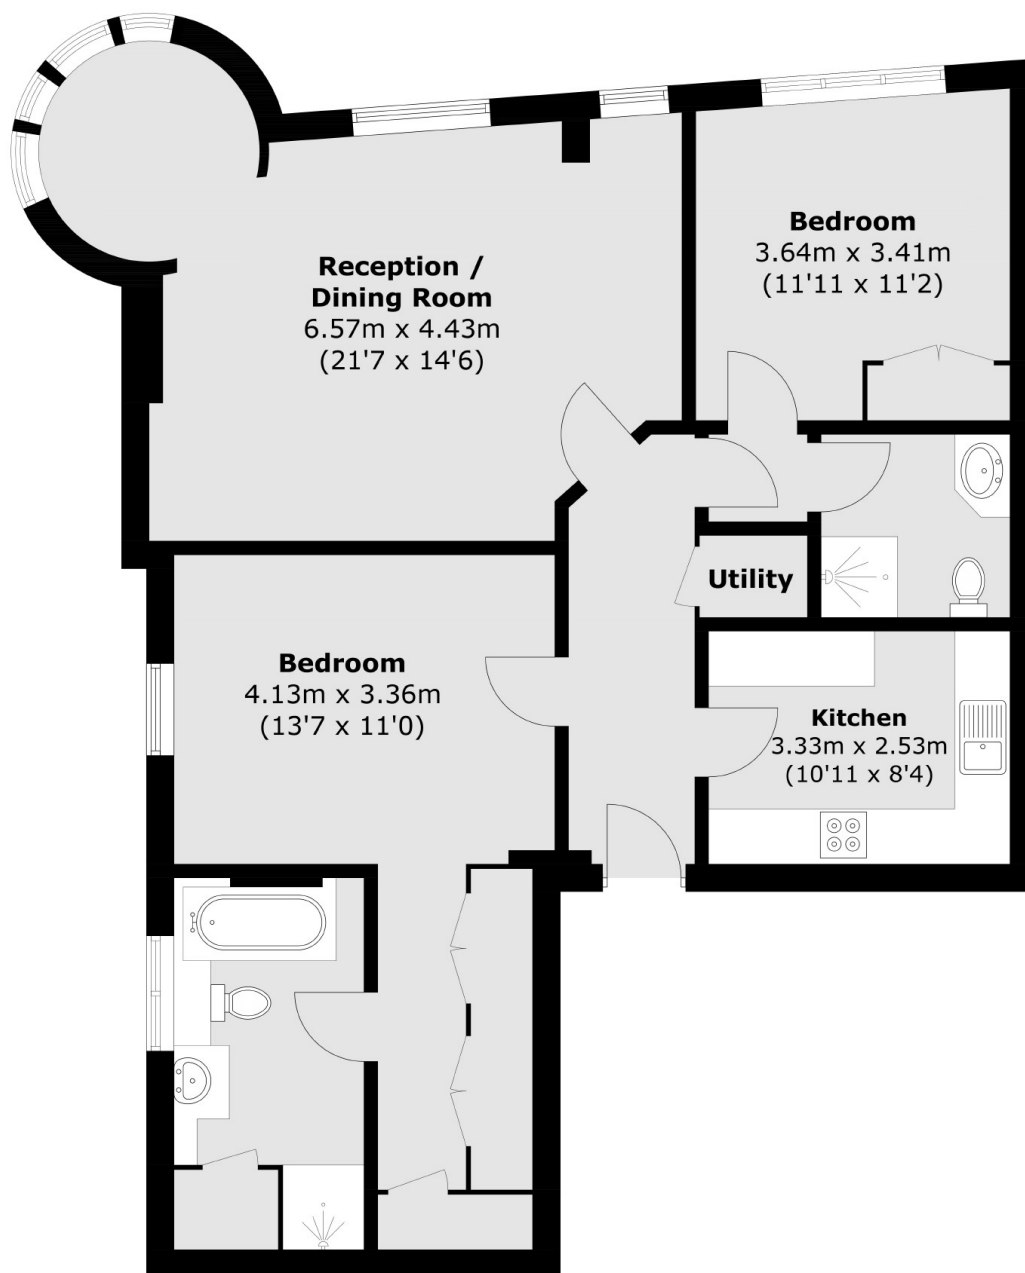 Bedroom
3.64m x 3.41m
(11'11 x 11'2)
Reception /
Dining Room
6.57m x 4.43m
(21'7 x 14'6)
Utility
Bedroom
4.13m x 3.36m
(13'7 x 11'0)
Kitchen
3.33m x 2.53m
(10'11 x 8'4)